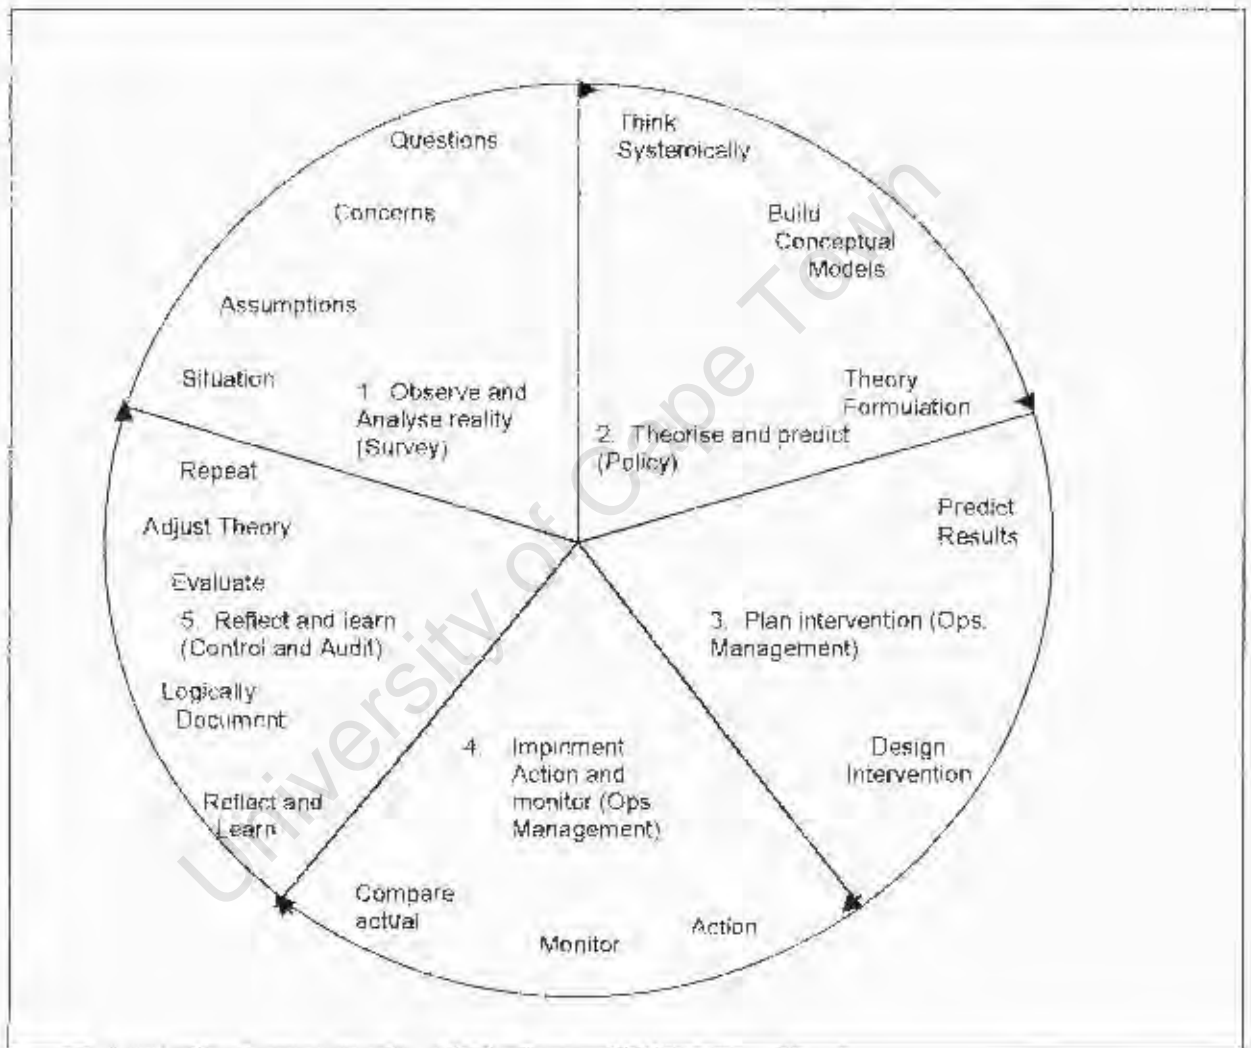 Questions
Concerns
Assumptions
Situation
1. Observe and
Analyse reality
(Survey)
Think
Systemically
Build
Conceptual
Models
Theory
Formulation
2. Theorise and predict
(Policy)
Predict
Results
3. Plan intervention (Ops.
Management)
Design
Intervention
4. Implnment
Action and
monitor (Ops
Management)
Action
Monitor
Compare
actual
Repeat
Adjust Theory
Evaluate
5. Reflect and learn
(Control and Audit)
Logically
Document
Reflect and
Learn
University of Cape Town